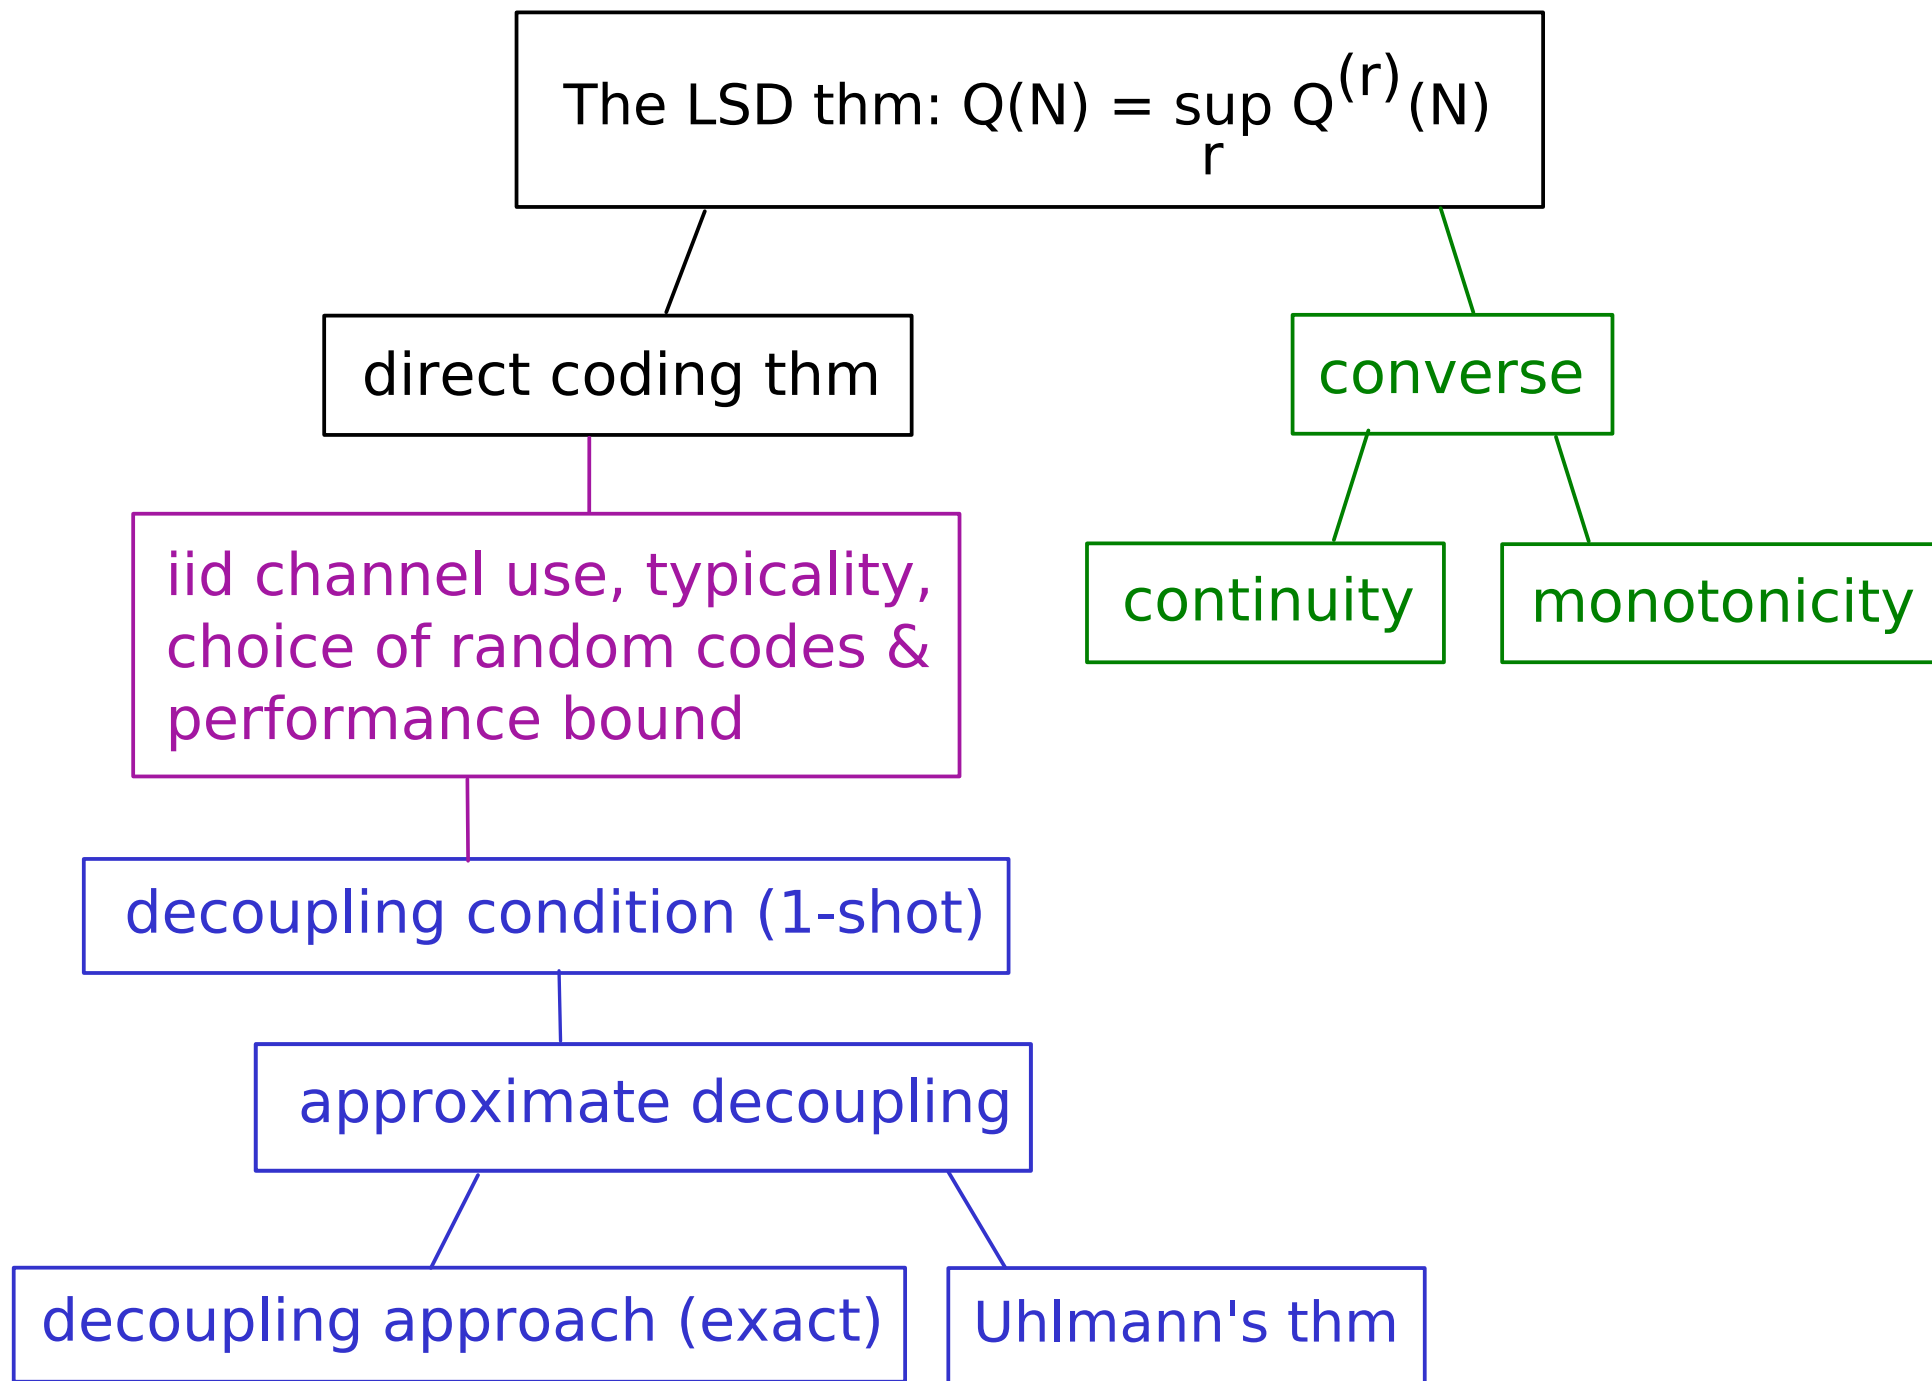 The LSD thm: Q(N) = sup Q^(r)(N)
r
direct coding thm
converse
iid channel use, typicality,
choice of random codes &
performance bound
continuity
monotonicity
decoupling condition (1-shot)
approximate decoupling
decoupling approach (exact)
Uhlmann's thm